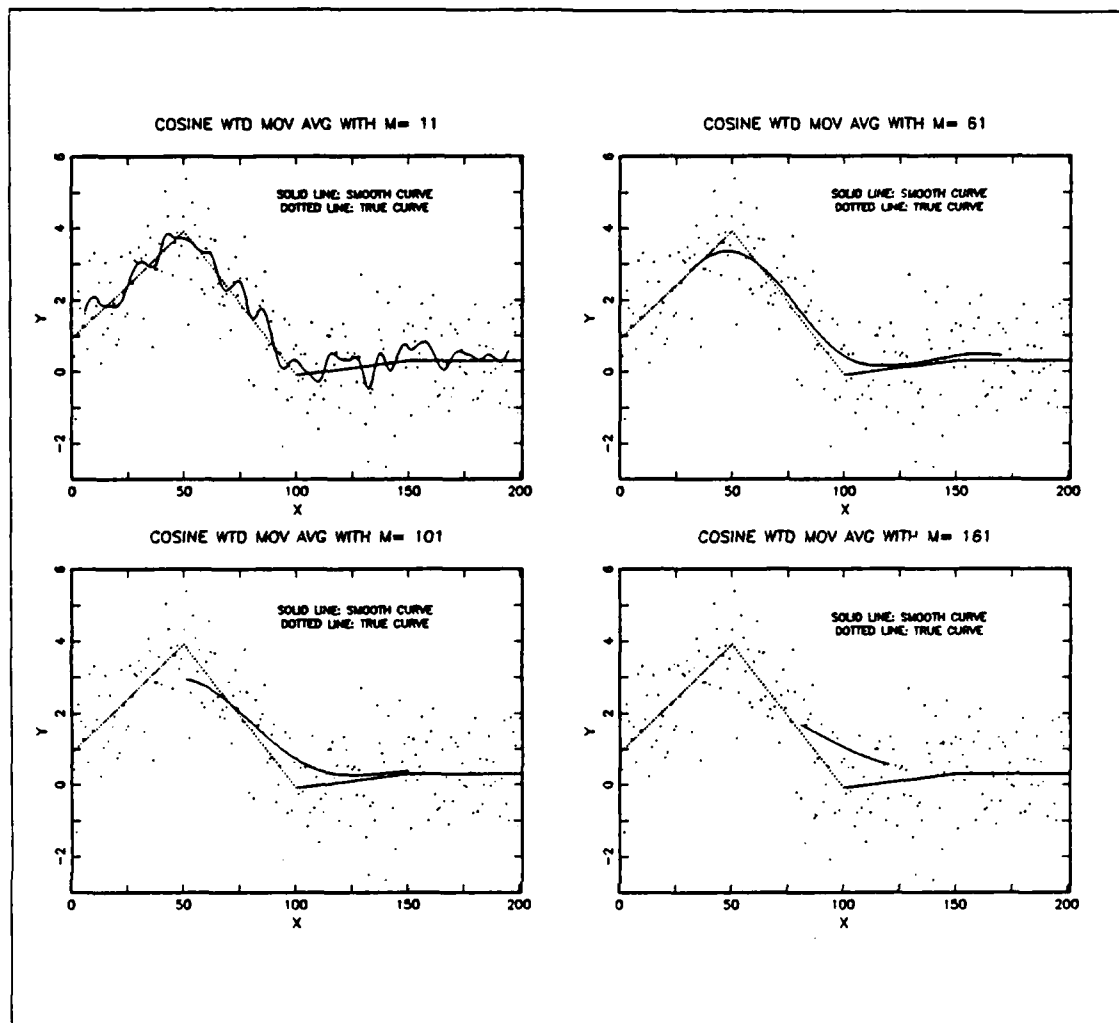 COSINE WTD MOV AVG WITH M= 11
SOLID LINE: SMOOTH CURVE
DOTTED LINE: TRUE CURVE
Y
6
4
2
0
-2
0 50 100 150 200
X
COSINE WTD MOV AVG WITH M= 61
SOLID LINE: SMOOTH CURVE
DOTTED LINE: TRUE CURVE
Y
6
4
2
0
-2
0 50 100 150 200
X
COSINE WTD MOV AVG WITH M= 101
SOLID LINE: SMOOTH CURVE
DOTTED LINE: TRUE CURVE
Y
6
4
2
0
-2
0 50 100 150 200
X
COSINE WTD MOV AVG WITH M= 161
SOLID LINE: SMOOTH CURVE
DOTTED LINE: TRUE CURVE
Y
6
4
2
0
-2
0 50 100 150 200
X